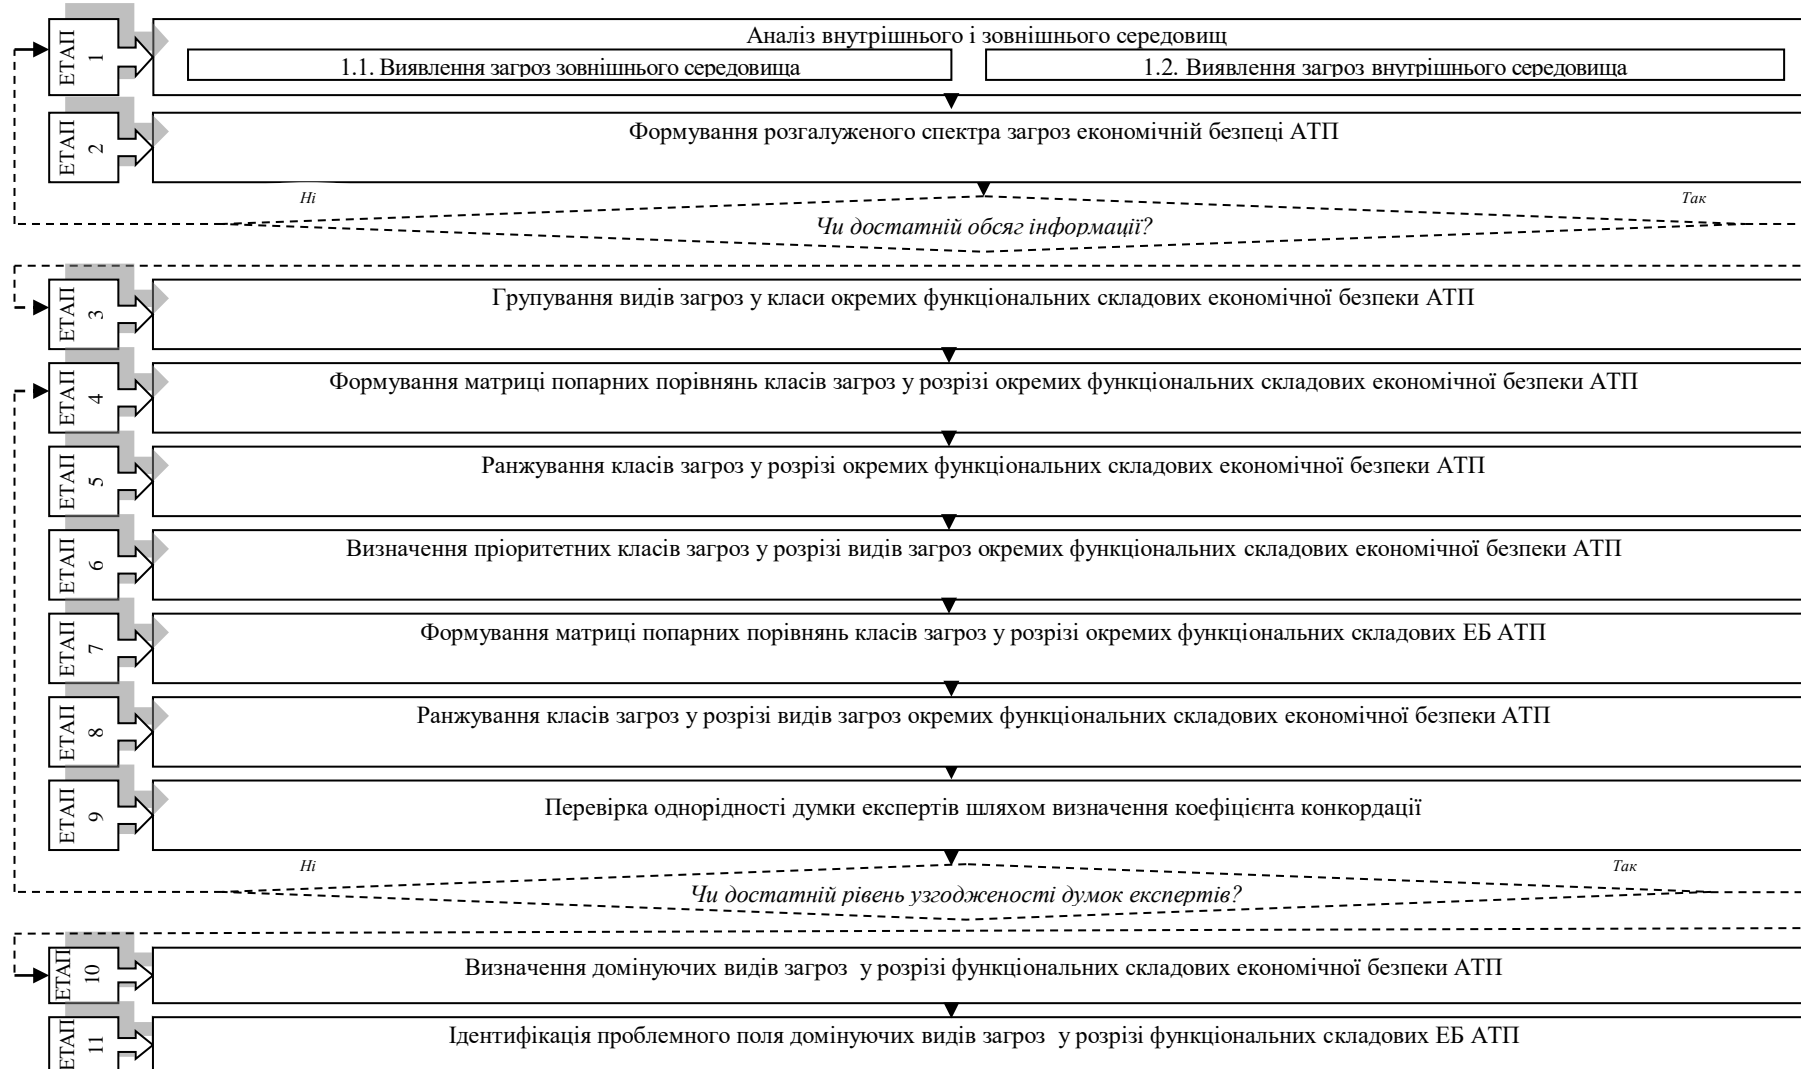 ЕТАП
1
Аналіз внутрішнього і зовнішнього середовищ
1.1. Виявлення загроз зовнішнього середовища
1.2. Виявлення загроз внутрішнього середовища
ЕТАП
2
Формування розгалуженого спектра загроз економічній безпеці АТП
Ні
Так
Чи достатній обсяг інформації?
ЕТАП
3
Групування видів загроз у класи окремих функціональних складових економічної безпеки АТП
ЕТАП
4
Формування матриці попарних порівнянь класів загроз у розрізі окремих функціональних складових економічної безпеки АТП
ЕТАП
5
Ранжування класів загроз у розрізі окремих функціональних складових економічної безпеки АТП
ЕТАП
6
Визначення пріоритетних класів загроз у розрізі видів загроз окремих функціональних складових економічної безпеки АТП
ЕТАП
7
Формування матриці попарних порівнянь класів загроз у розрізі окремих функціональних складових ЕБ АТП
ЕТАП
8
Ранжування класів загроз у розрізі видів загроз окремих функціональних складових економічної безпеки АТП
ЕТАП
9
Перевірка однорідності думки експертів шляхом визначення коефіцієнта конкордації
Ні
Так
Чи достатній рівень узгодженості думок експертів?
ЕТАП
10
Визначення домінуючих видів загроз у розрізі функціональних складових економічної безпеки АТП
ЕТАП
11
Ідентифікація проблемного поля домінуючих видів загроз у розрізі функціональних складових ЕБ АТП